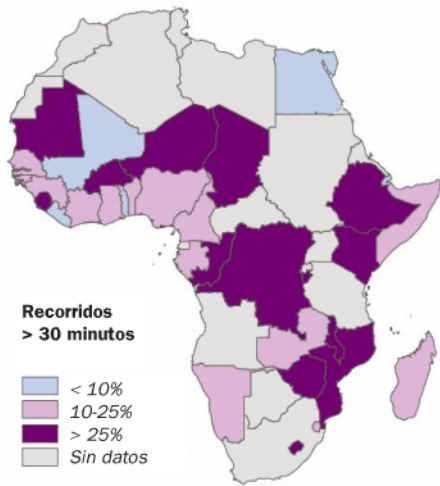 Recorridos
> 30 minutos
< 10%
10-25%
> 25%
Sin datos